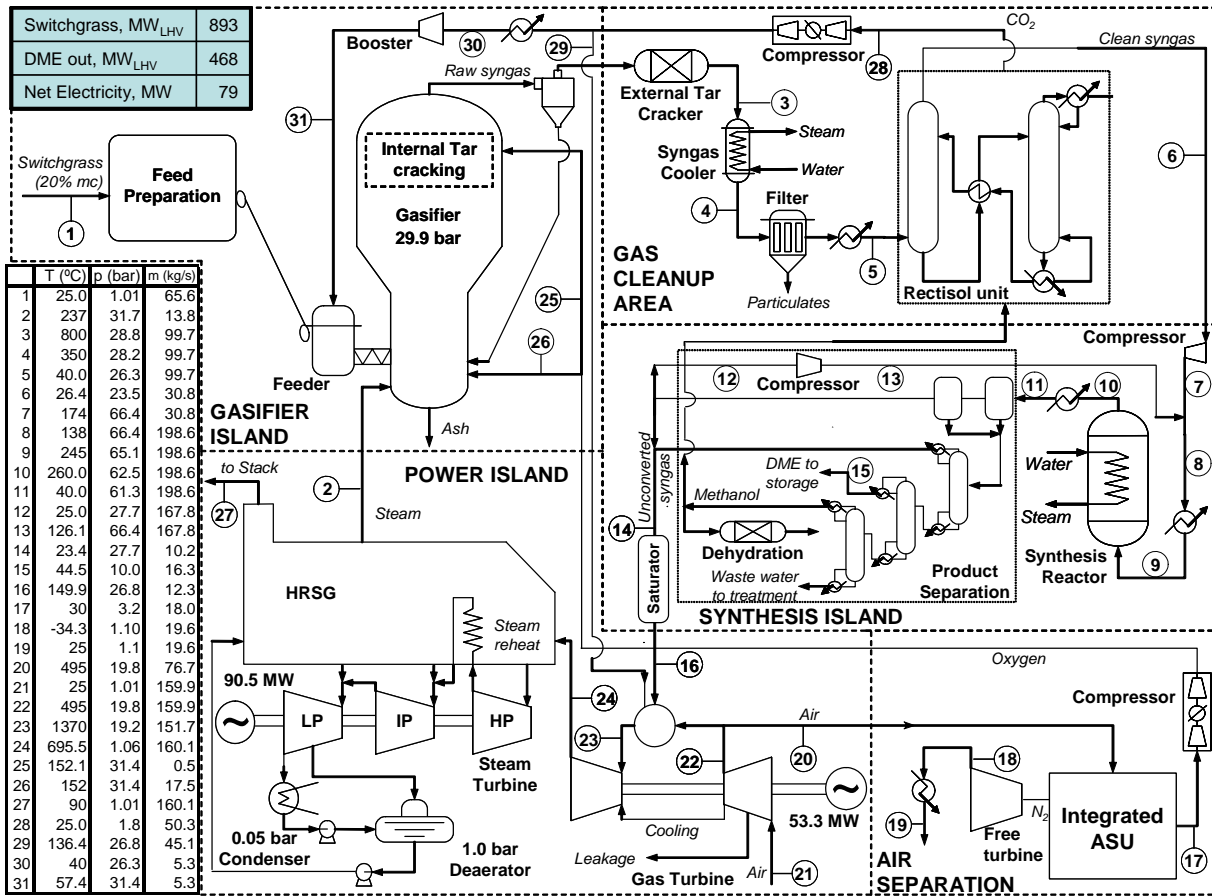 Switchgrass, MWLHV 893
DME out, MWLHV 468
Net Electricity, MW 79
Booster
30
29
Compressor
28
CO2
Clean syngas
Raw syngas
External Tar
Cracker
3
31
Internal Tar
cracking
Steam
Syngas
Cooler
Water
6
Switchgrass
(20% mc)
1
Feed
Preparation
Gasifier
29.9 bar
4
Filter
5
GAS
CLEANUP
AREA
Particulates
Rectisol unit
25
26
Feeder
GASIFIER
ISLAND
Ash
T (ºC) p (bar) m (kg/s)
1 25.0 1.01 65.6
2 237 31.7 13.8
3 800 28.8 99.7
4 350 28.2 99.7
5 40.0 26.3 99.7
6 26.4 23.5 30.8
7 174 66.4 30.8
8 138 66.4 198.6
9 245 65.1 198.6
10 260.0 62.5 198.6
11 40.0 61.3 198.6
12 25.0 27.7 167.8
13 126.1 66.4 167.8
14 23.4 27.7 10.2
15 44.5 10.0 16.3
16 149.9 26.8 12.3
17 30 3.2 18.0
18 -34.3 1.10 19.6
19 25 1.1 19.6
20 495 19.8 76.7
21 25 1.01 159.9
22 495 19.8 159.9
23 1370 19.2 151.7
24 695.5 1.06 160.1
25 152.1 31.4 0.5
26 152 31.4 17.5
27 90 1.01 160.1
28 25.0 1.8 50.3
29 136.4 26.8 45.1
30 40 26.3 5.3
31 57.4 31.4 5.3
Compressor
12
Compressor
13
11
10
7
Water
8
Steam
Synthesis
Reactor
9
Unconverted
syngas
DME to
storage
15
Methanol
14
Dehydration
Waste water
to treatment
Product
Separation
Saturator
SYNTHESIS ISLAND
POWER ISLAND
to Stack
27
2
Steam
HRSG
Steam
reheat
16
90.5 MW
LP
IP
HP
Steam
Turbine
24
23
22
Air
20
Cooling
53.3 MW
0.05 bar
Condenser
1.0 bar
Deaerator
Leakage
Gas Turbine
Air
21
Oxygen
Compressor
18
19
N2
Free
turbine
Integrated
ASU
17
AIR
SEPARATION